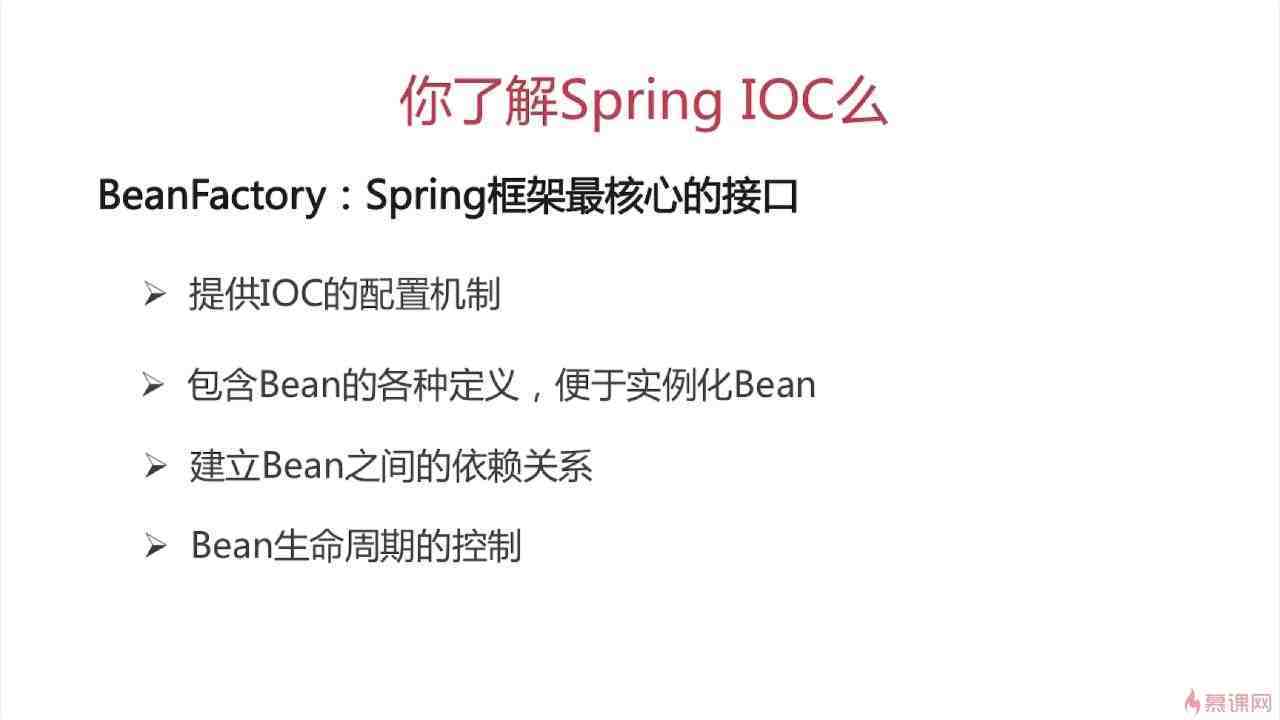 你了解Spring IOC么
BeanFactory：Spring框架最核心的接口
提供IOC的配置机制
包含Bean的各种定义，便于实例化Bean
建立Bean之间的依赖关系
Bean生命周期的控制
慕课网